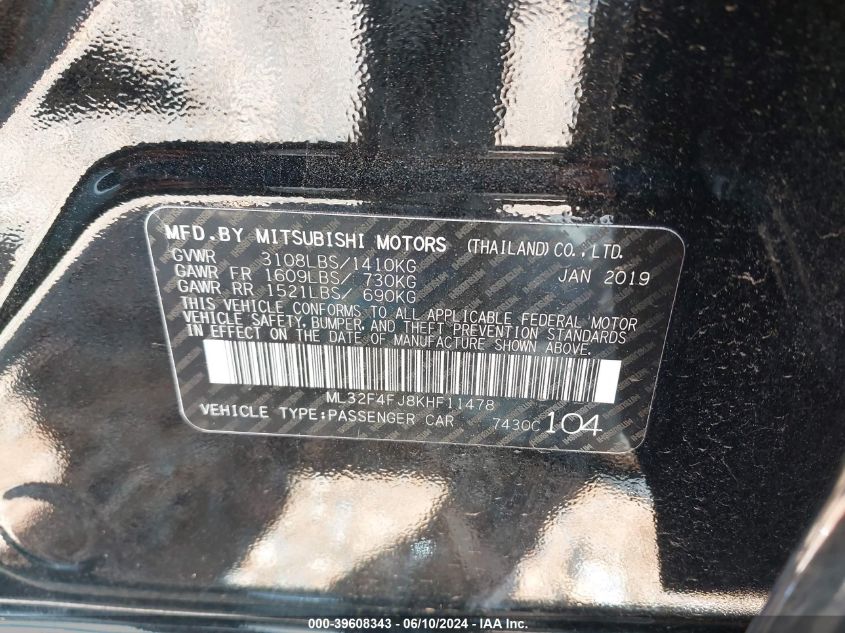 MFD.BY MITSUBISHI MOTORS (THAILAND)CO.,LTD.
GVWR 3108LBS/1410KG JAN 2019
GAWR FR 1609LBS/ 730KG
GAWR RR 1521LBS/ 690KG
THIS VEHICLE CONFORMS TO ALL APPLICABLE FEDERAL MOTOR
VEHICLE SAFETY, BUMPER, AND THEFT PREVENTION STANDARDS
IN EFFECT ON THE DATE OF MANUFACTURE SHOWN ABOVE.
ML32F4FJ8KHF11478
VEHICLE TYPE:PASSENGER CAR 7430C 104
000-39608343 - 06/10/2024 - IAA Inc.